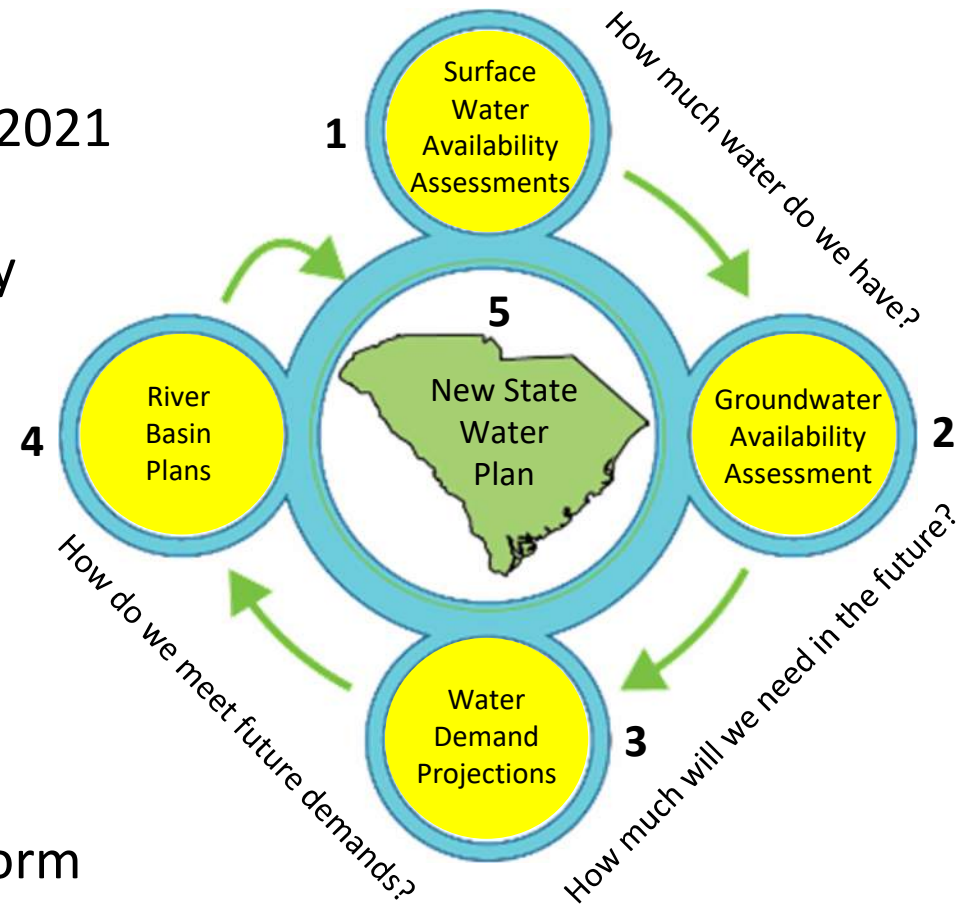 2021
y
orm
1
Surface
Water
Availability
Assessments
How much water do we have?
2
Groundwater
Availability
Assessment
How much will we need in the future?
3
Water
Demand
Projections
How do we meet future demands?
4
River
Basin
Plans
5
New State
Water
Plan